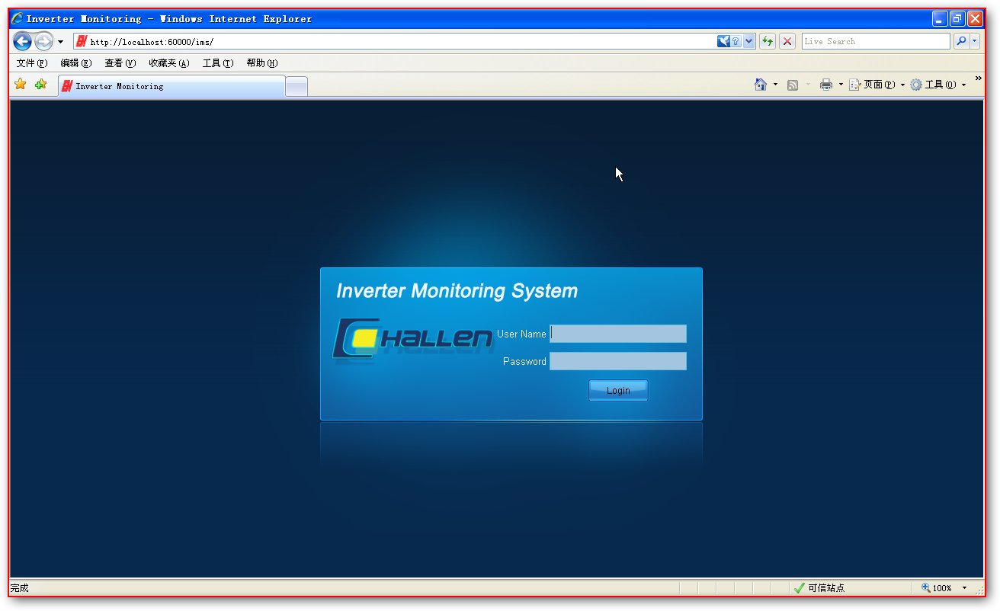 Inverter Monitoring - Windows Internet Explorer
http://localhost:60000/ims/
Live Search
文件(F) 编辑(E) 查看(V) 收藏夹(A) 工具(T) 帮助(H)
Inverter Monitoring
页面(P) 工具(O)
Inverter Monitoring System
CHALLEN
User Name
Password
Login
完成
可信站点
100%